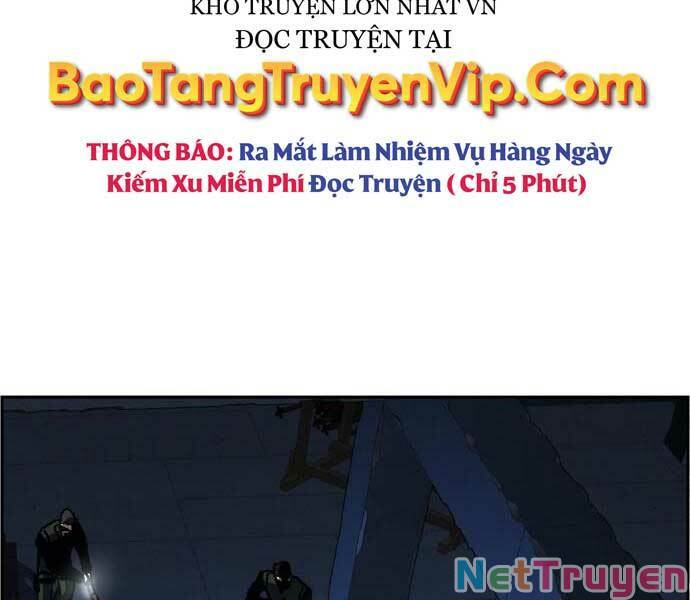 KHO TRUYỆN LỚN NHẤT VN
ĐỌC TRUYỆN TẠI
BaoTangTruyenVip.Com
THÔNG BÁO: Ra Mắt Làm Nhiệm Vụ Hàng Ngày
Kiếm Xu Miễn Phí Đọc Truyện ( Chỉ 5 Phút)
NetTruyen